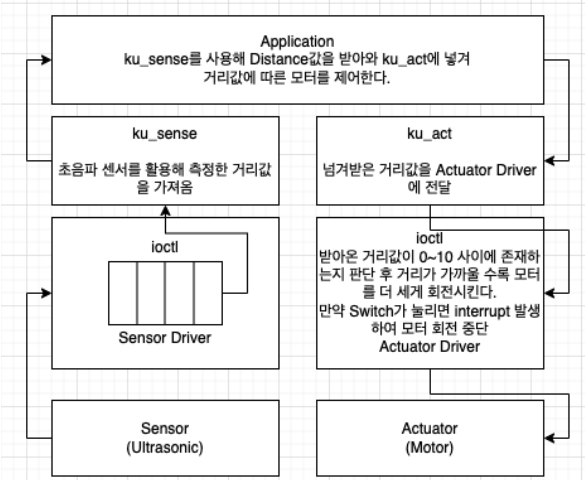 Application
ku_sense를 사용해 Distance값을 받아와 ku_act에 넘겨
거리값에 따른 모터를 제어한다.
ku_sense
초음파 센서를 활용해 측정한 거리값
을 가져옴
ku_act
넘겨받은 거리값을 Actuator Driver
에 전달
ioctl
Sensor Driver
ioctl
받아온 거리값이 0~10 사이에 존재하
는지 판단 후 거리가 가까울 수록 모터
를 더 세게 회전시킨다.
만약 Switch가 눌리면 interrupt 발생
하여 모터 회전 중단
Actuator Driver
Sensor
(Ultrasonic)
Actuator
(Motor)